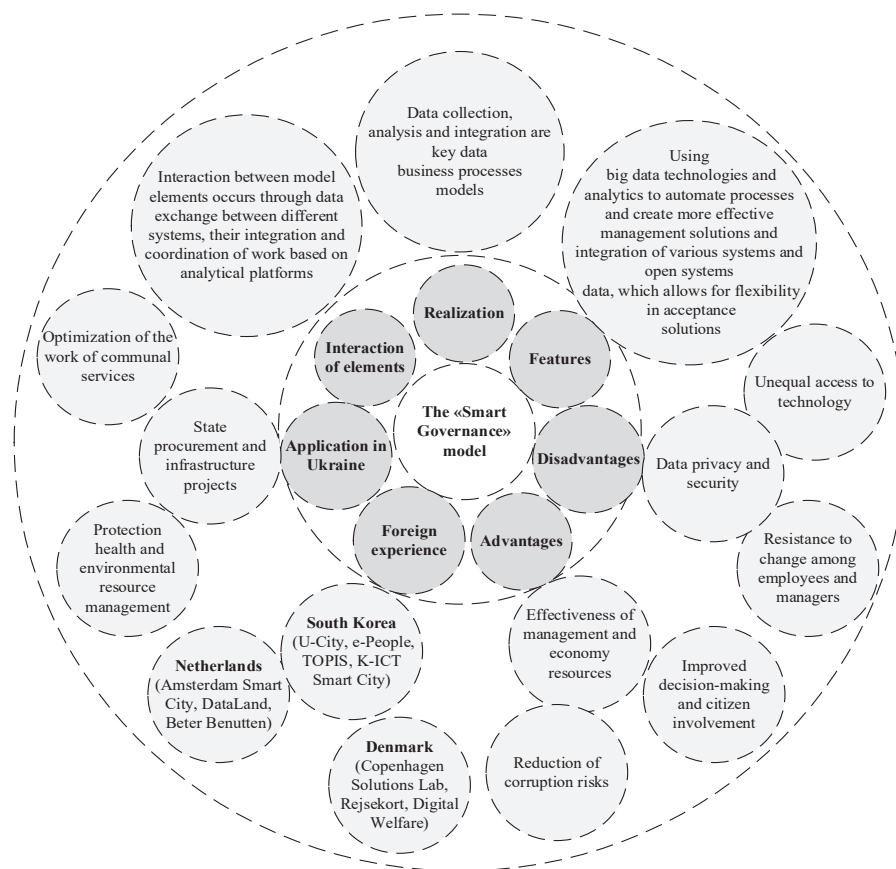 Data collection,
analysis and integration are
key data
business processes
models
Interaction between model
elements occurs through data
exchange between different
systems, their integration and
coordination of work based on
analytical platforms
Using
big data technologies and
analytics to automate processes
and create more effective
management solutions and
integration of various systems and
open systems
data, which allows for flexibility
in acceptance
solutions
Realization
Interaction
of elements
Features
Optimization of the
work of communal
services
Unequal access to
technology
The «Smart
Governance»
model
State
procurement and
infrastructure
projects
Application in
Ukraine
Disadvantages
Data privacy and
security
Protection
health and
environmental
resource
management
Foreign
experience
Advantages
Resistance to
change among
employees and
managers
South Korea
(U-City, e-People,
TOPIS, K-ICT
Smart City)
Effectiveness of
management and
economy
resources
Netherlands
(Amsterdam Smart
City, DataLand,
Beter Benutten)
Improved
decision-making
and citizen
involvement
Denmark
(Copenhagen
Solutions Lab,
Rejsekort, Digital
Welfare)
Reduction of
corruption risks